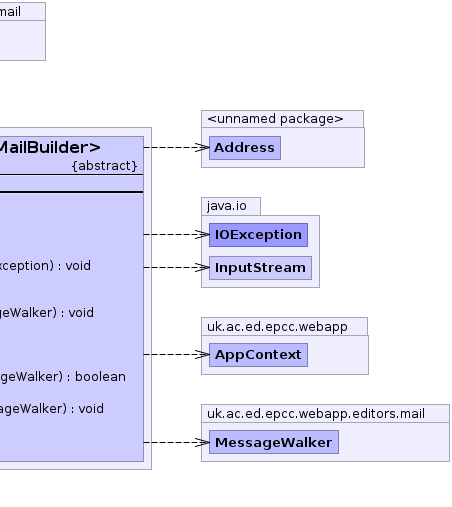 mail
<unnamed package>
Address
MailBuilder>
{abstract}
java.io
IOException
InputStream
xception) : void
geWalker) : void
uk.ac.ed.epcc.webapp
AppContext
geWalker) : boolean
ageWalker) : void
uk.ac.ed.epcc.webapp.editors.mail
MessageWalker